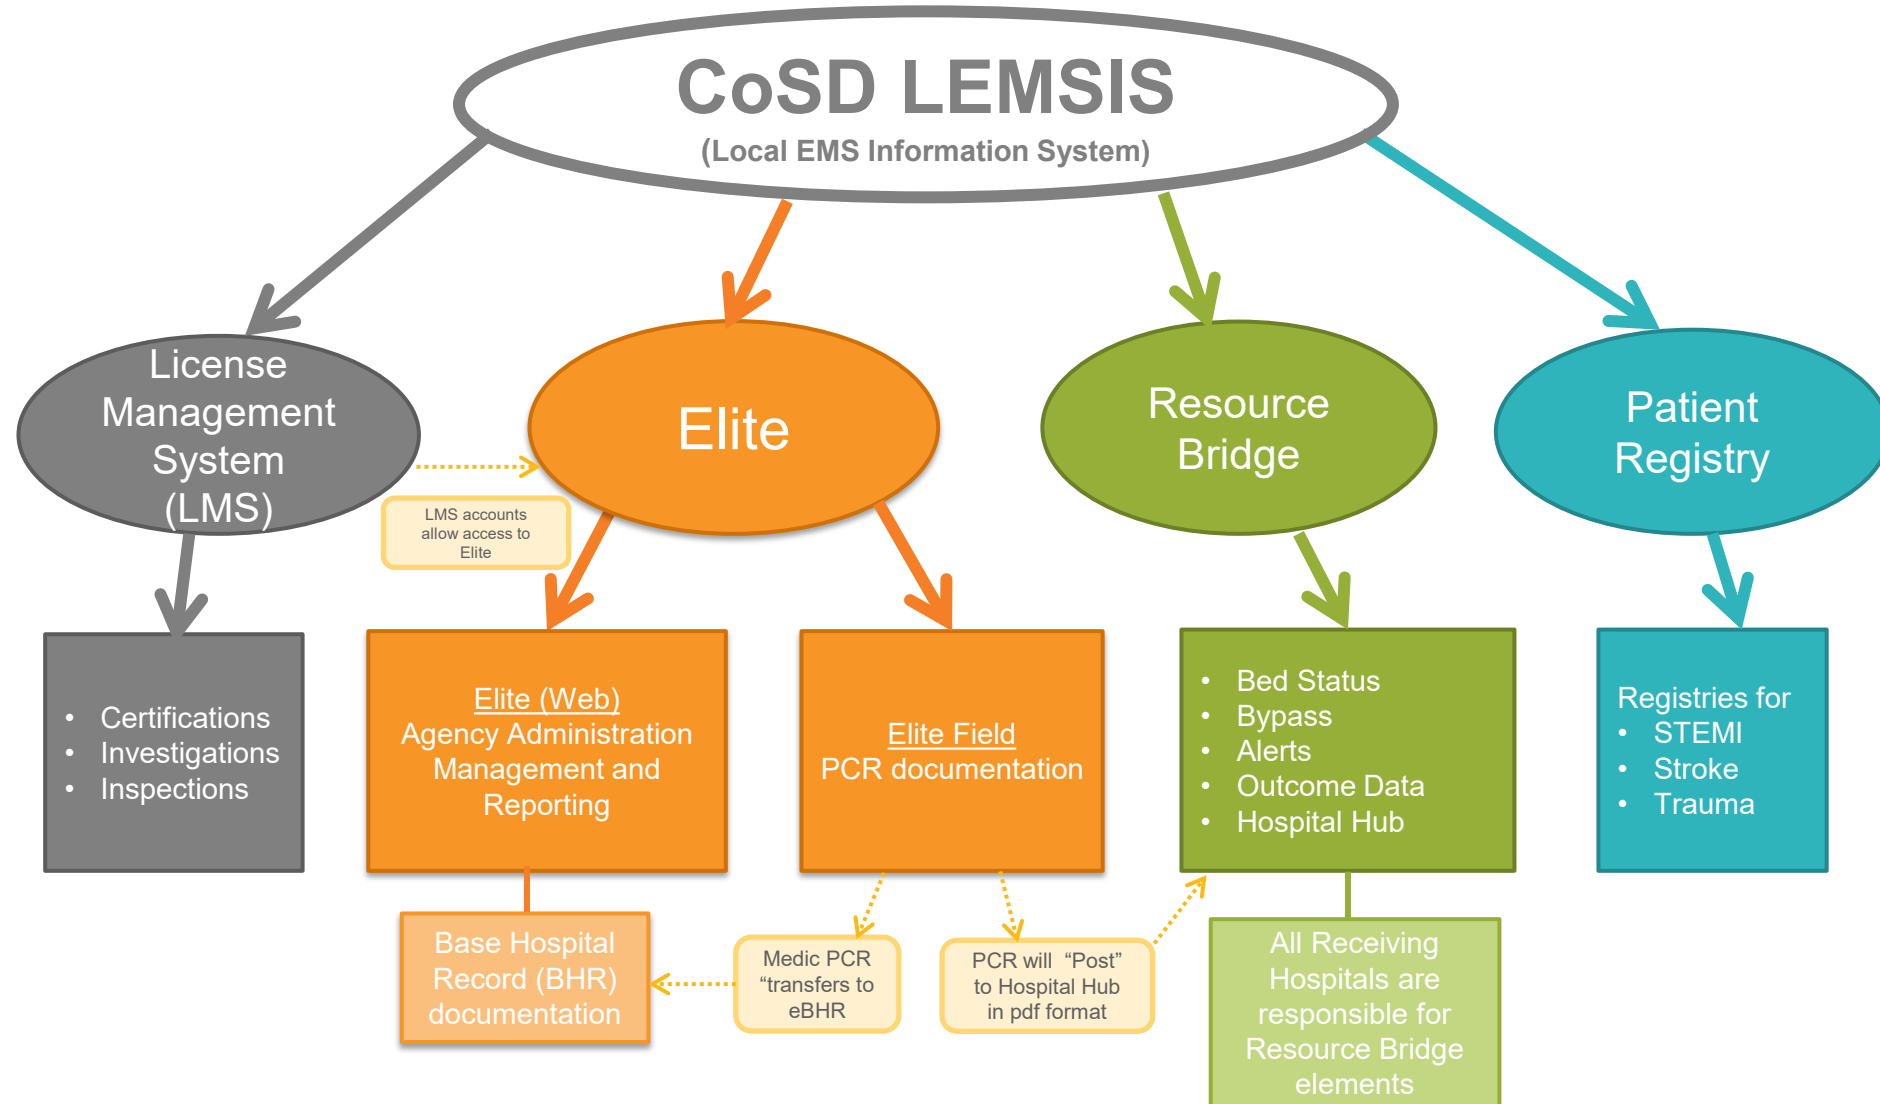 CoSD LEMSIS
(Local EMS Information System)
License
Management
System
(LMS)
Elite
Resource
Bridge
Patient
Registry
LMS accounts
allow access to
Elite
• Certifications
• Investigations
• Inspections
Elite (Web)
Agency Administration
Management and
Reporting
Elite Field
PCR documentation
• Bed Status
• Bypass
• Alerts
• Outcome Data
• Hospital Hub
Registries for
• STEMI
• Stroke
• Trauma
Base Hospital
Record (BHR)
documentation
Medic PCR
“transfers to
eBHR
PCR will “Post”
to Hospital Hub
in pdf format
All Receiving
Hospitals are
responsible for
Resource Bridge
elements